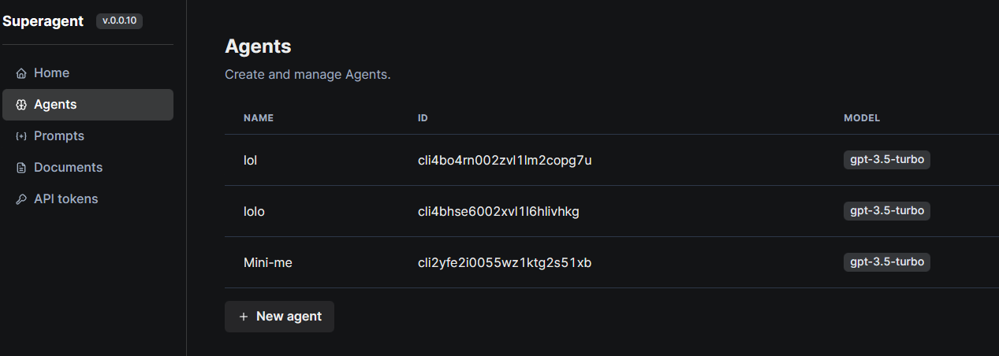 Superagent v.0.0.10
Home
Agents
Prompts
Documents
API tokens
Agents
Create and manage Agents.
NAME ID MODEL
lol cli4bo4rn002zvl1lm2copg7u gpt-3.5-turbo
lolo cli4bhse6002xvl1l6hlivhkg gpt-3.5-turbo
Mini-me cli2yfe2i0055wz1ktg2s51xb gpt-3.5-turbo
+ New agent